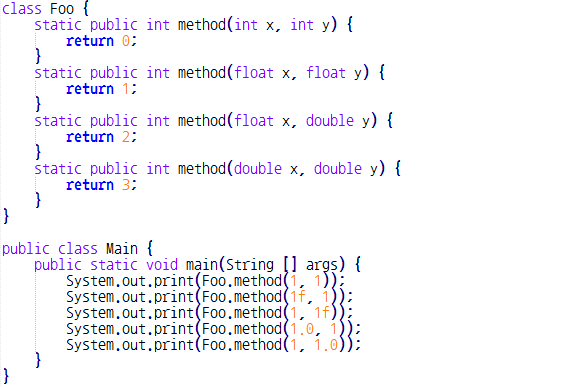 class Foo {
    static public int method(int x, int y) {
        return 0;
    }
    static public int method(float x, float y) {
        return 1;
    }
    static public int method(float x, double y) {
        return 2;
    }
    static public int method(double x, double y) {
        return 3;
    }
}

public class Main {
    public static void main(String [] args) {
        System.out.print(Foo.method(1, 1));
        System.out.print(Foo.method(1f, 1));
        System.out.print(Foo.method(1, 1f));
        System.out.print(Foo.method(1.0, 1));
        System.out.print(Foo.method(1, 1.0));
    }
}